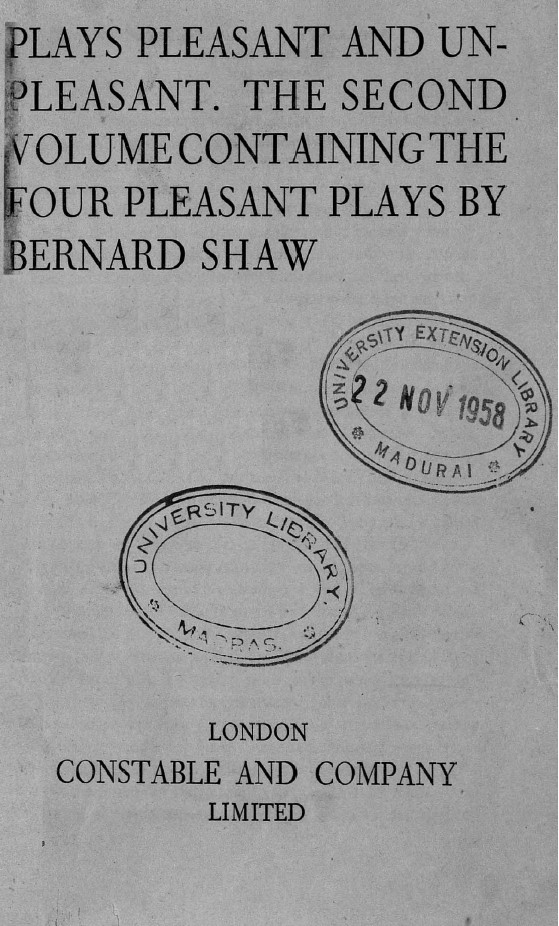 PLAYS PLEASANT AND UN-
PLEASANT. THE SECOND
VOLUME CONTAINING THE
FOUR PLEASANT PLAYS BY
BERNARD SHAW
UNIVERSITY EXTENSION LIBRARY
22 NOV 1958
MADURAI
UNIVERSITY LIBRARY,
MADRAS.
LONDON
CONSTABLE AND COMPANY
LIMITED